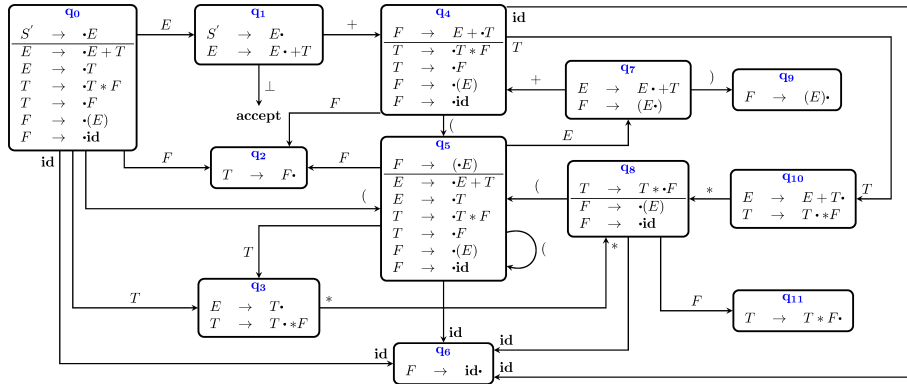 q0
S′ → •E
E → •E + T
E → •T
T → •T ∗ F
T → •F
F → •(E)
F → •id
E
q1
S′ → E•
E → E • +T
⊥
accept
+
q4
F → E + •T
T → •T ∗ F
T → •F
F → •(E)
F → •id
id
T
F
(
q7
E → E • +T
F → (E•)
+
)
q9
F → (E)•
E
id
F
q2
T → F•
F
q5
F → (•E)
E → •E + T
E → •T
T → •T ∗ F
T → •F
F → •(E)
F → •id
(
(
T
q8
T → T ∗ •F
F → •(E)
F → •id
(
∗
q10
E → E + T•
T → T • ∗F
T
∗
T
q3
E → T•
T → T • ∗F
∗
F
q11
T → T ∗ F•
id
id
id
id
q6
F → id•